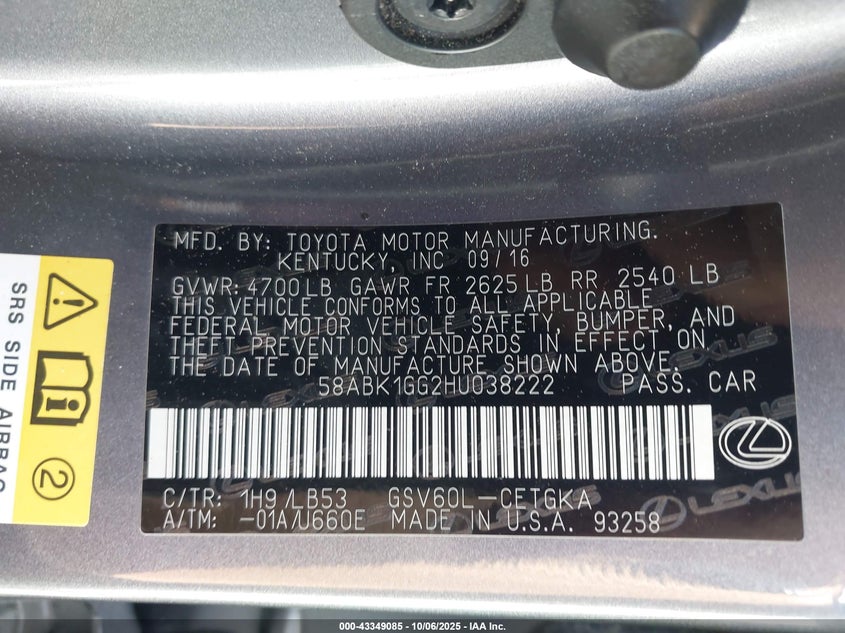 MFD. BY: TOYOTA MOTOR MANUFACTURING.
KENTUCKY, INC 09/16
GVWR: 4700LB GAWR FR 2625LB RR 2540 LB
THIS VEHICLE CONFORMS TO ALL APPLICABLE
FEDERAL MOTOR VEHICLE SAFETY, BUMPER, AND
THEFT PREVENTION STANDARDS IN EFFECT ON
THE DATE OF MANUFACTURE SHOWN ABOVE.
58ABK1GG2HU038222 PASS. CAR
C/TR: 1H9/LB53 GSV60L-CETGKA
A/TM: -01A/U660E MADE IN U.S.A. 93258
LEXUS
SRS SIDE AIRBAG
2
000-43349085 - 10/06/2025 - IAA Inc.